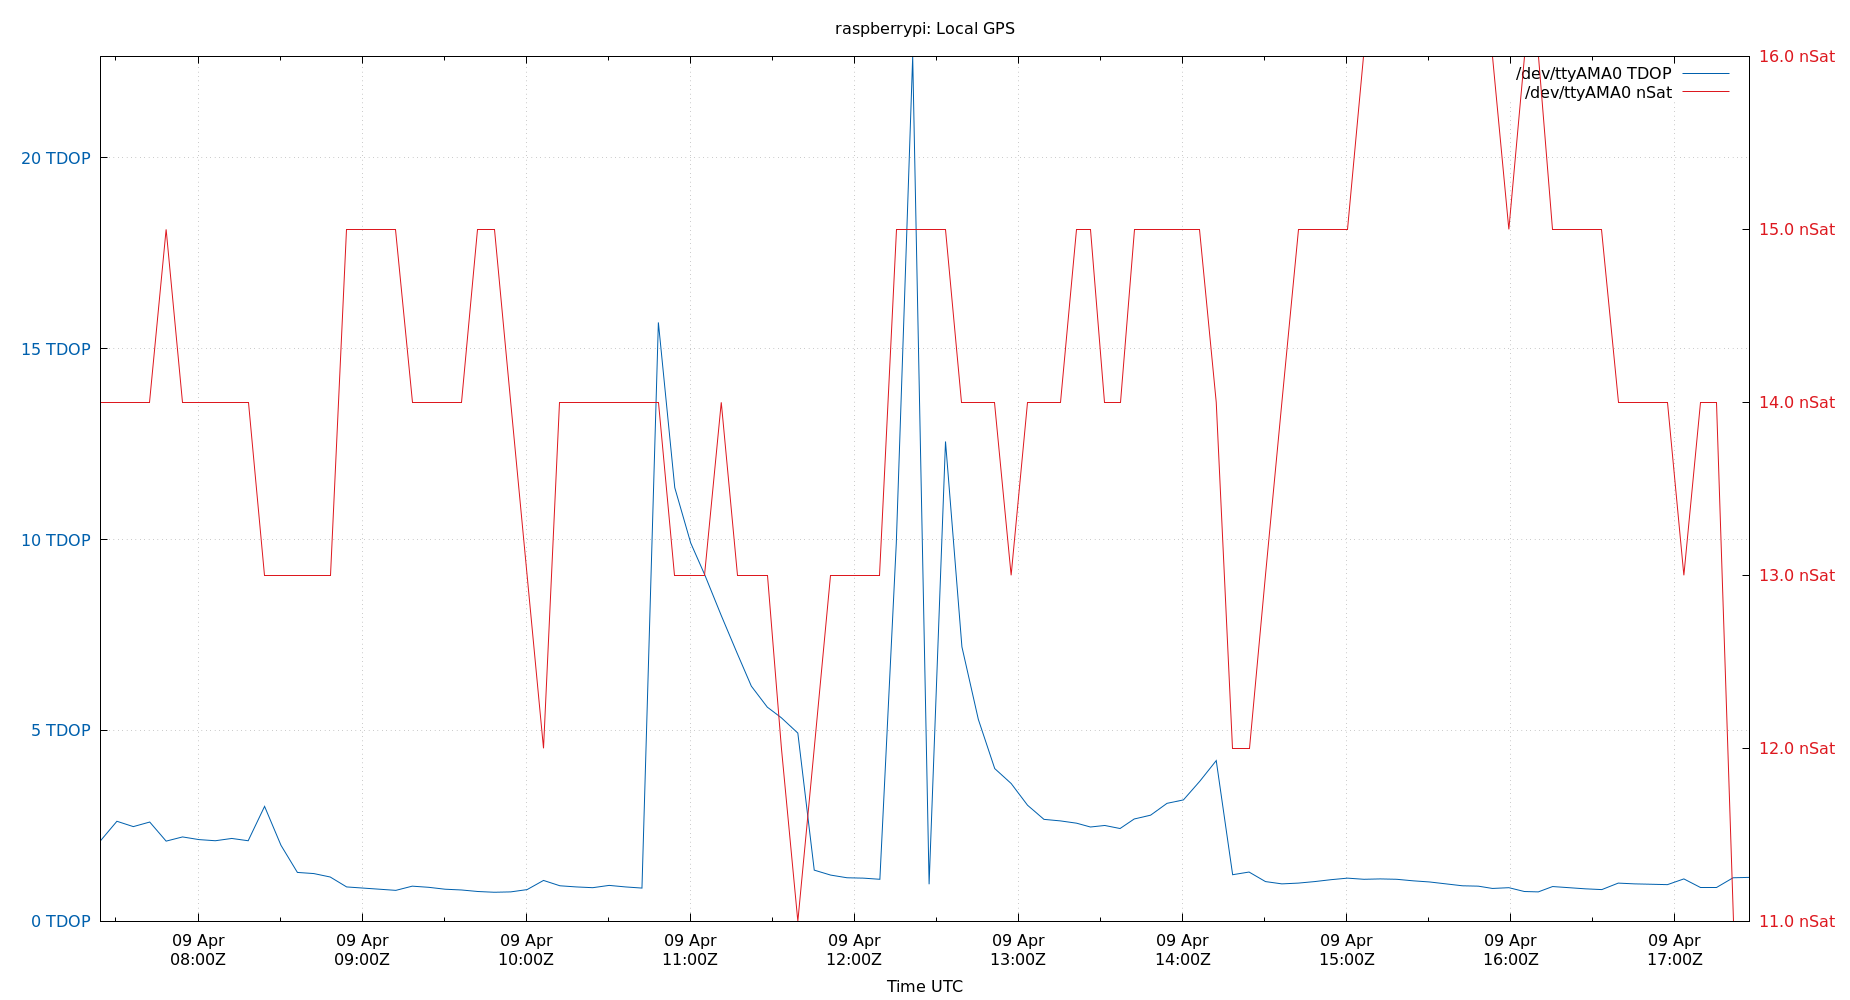 raspberrypi: Local GPS
16.0 nSat
/dev/ttyAMA0 TDOP
/dev/ttyAMA0 nSat
20 TDOP
15.0 nSat
15 TDOP
14.0 nSat
10 TDOP
13.0 nSat
5 TDOP
12.0 nSat
0 TDOP
11.0 nSat
09 Apr 09 Apr 09 Apr 09 Apr 09 Apr 09 Apr 09 Apr 09 Apr 09 Apr 09 Apr
08:00Z 09:00Z 10:00Z 11:00Z 12:00Z 13:00Z 14:00Z 15:00Z 16:00Z 17:00Z
Time UTC